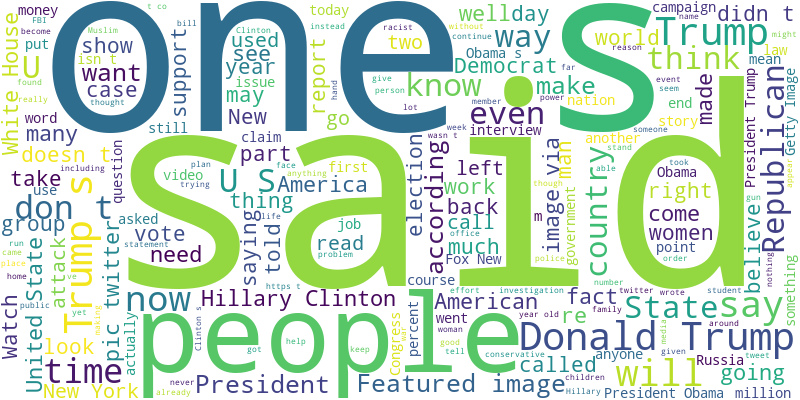 one
said
s
people
Donald Trump
Trump
Trump s
Republican
will
say
State
don t
time
now
U S
u
way
know
even
think
make
want
show
see
case
used
year
may
New
report
go
support
issue
two
Democrat
well
day
Obama s
today
money
bill
FBI
Muslim
Clinton
racist
t co
become
continue
without
instead
campaign
didn t
name
reason
might
law
mean
world
White House
put
isn t
found
really
thought
word
many
still
give
person
hand
lot
far
event
seem
nation
end
made
story
another
someone
doesn t
including
question
claim
part
wasn t
week
member
power
interview
election
according
left
work
back
call
much
Fox New
m
image via
government
man
though
police
country
right
come
women
point
Obama
took
able
stand
President Trump
Getty Image
believe
gun
nothing
appear
something
take
use
group
plan
trying
video
face
anything
first
America
thing
saying
told
life
job
read
problem
office
need
vote
asked
statement
run
came
place
home
public
yet
attack
United State
Watch
look
New York
pic twitter
actually
making
never
already
Hillary Clinton
https t
course
American
effort
investigation
number
order
twitter
wrote
student
fact
re
year old
family
around
going
given
media
tweet
Russia
called
anyone
children
Hillary
President Obama
million
President
Clinton s
got
help
keep
Featured image
Congress
percent
went
woman
good
tell
conservative